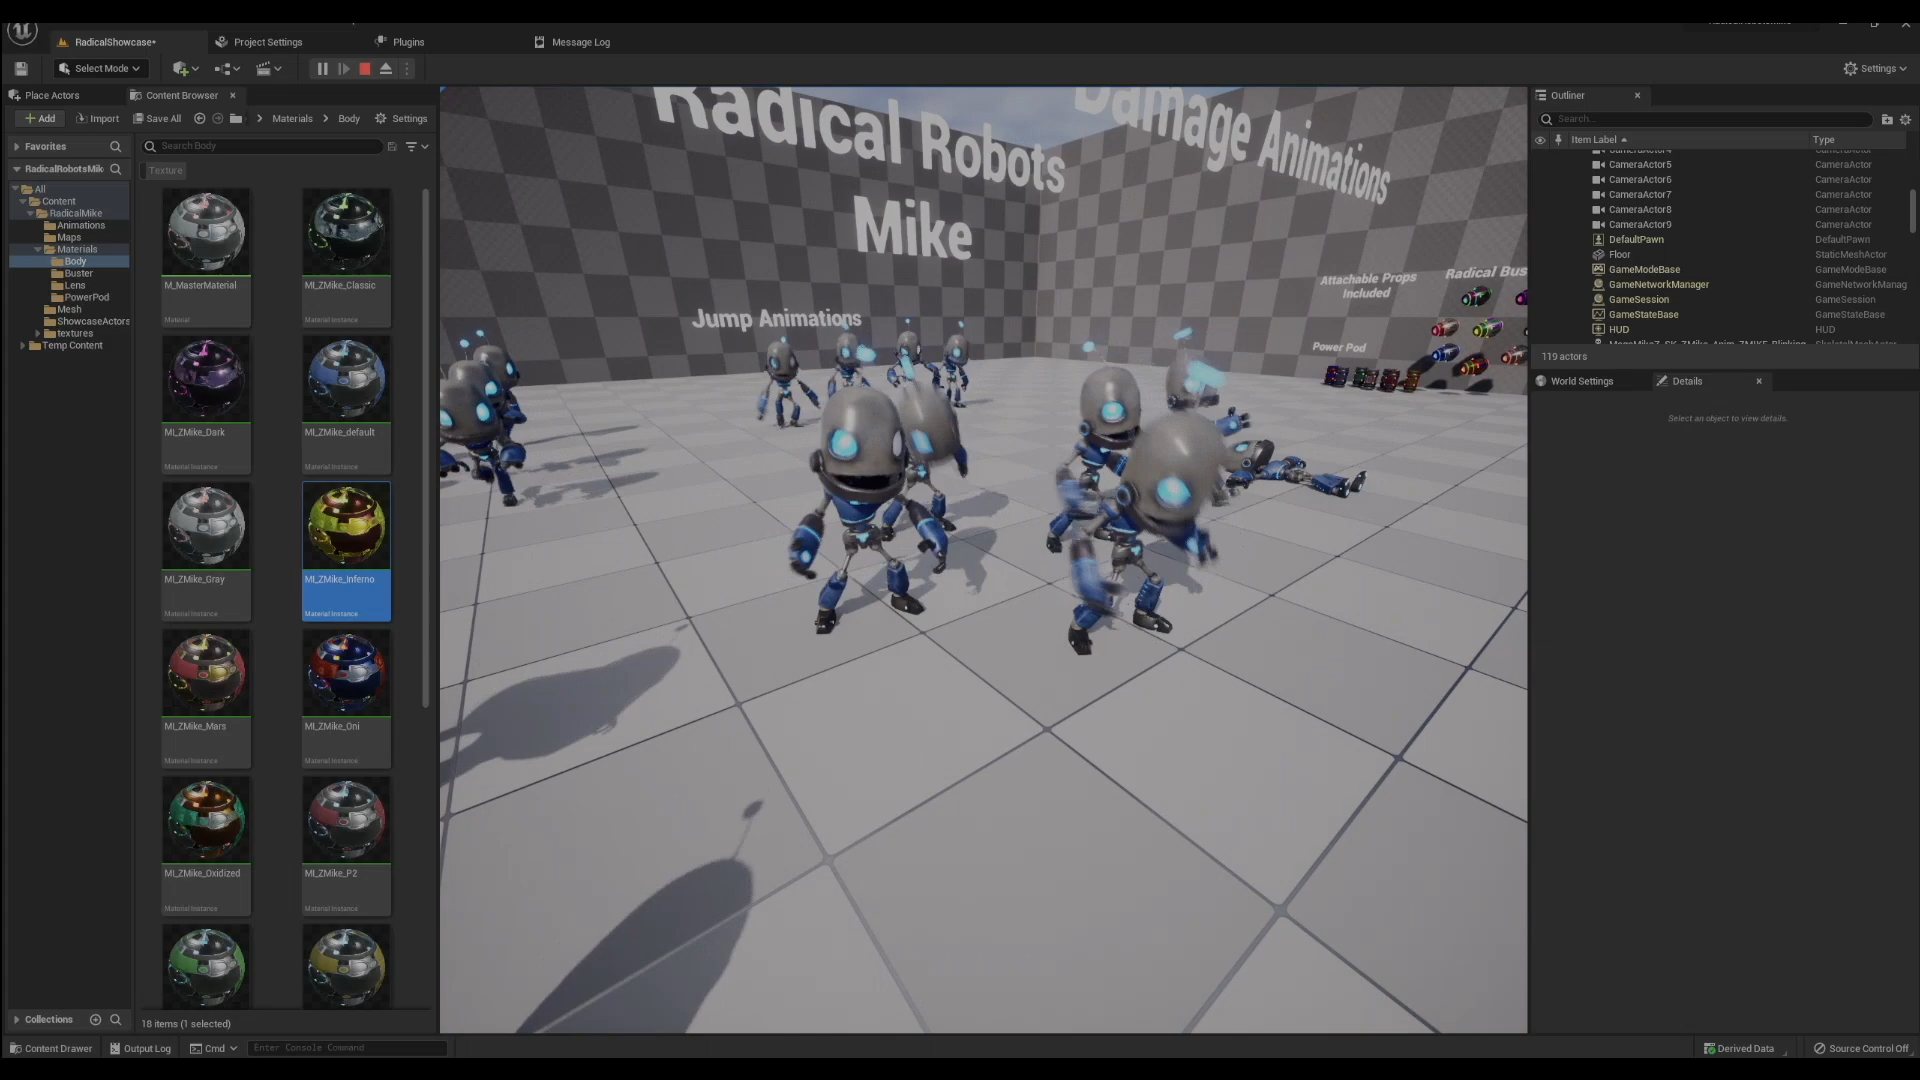 RadicalShowcase•
Project Settings
Plugins
Message Log
Select Mode
Settings
Place Actors
Content Browser
Add
Import
Save All
Materials
Body
Settings
Favorites
Search Body
RadicalRobotsMik
Texture
All
Content
RadicalMike
Animations
Maps
Materials
Body
Buster
Lens
PowerPod
Mesh
ShowcaseActors
textures
Temp Content
M_MasterMaterial
Material
MI_ZMike_Classic
Material Instance
MI_ZMike_Dark
Material Instance
MI_ZMike_default
Material Instance
MI_ZMike_Gray
Material Instance
MI_ZMike_Inferno
Material Instance
MI_ZMike_Mars
Material Instance
MI_ZMike_Oni
Material Instance
MI_ZMike_Oxidized
Material Instance
MI_ZMike_P2
Material Instance
Collections
18 items (1 selected)
Radical Robots
Mike
Damage Animations
Jump Animations
Attachable Props
Included
Radical Bus
Power Pod
Outliner
Search...
Item Label
Type
CameraActor5 CameraActor
CameraActor6 CameraActor
CameraActor7 CameraActor
CameraActor8 CameraActor
CameraActor9 CameraActor
DefaultPawn DefaultPawn
Floor StaticMeshActor
GameModeBase GameModeBase
GameNetworkManager GameNetworkManag
GameSession GameSession
GameStateBase GameStateBase
HUD HUD
119 actors
World Settings
Details
Select an object to view details.
Content Drawer
Output Log
Cmd
Enter Console Command
Derived Data
Source Control Off